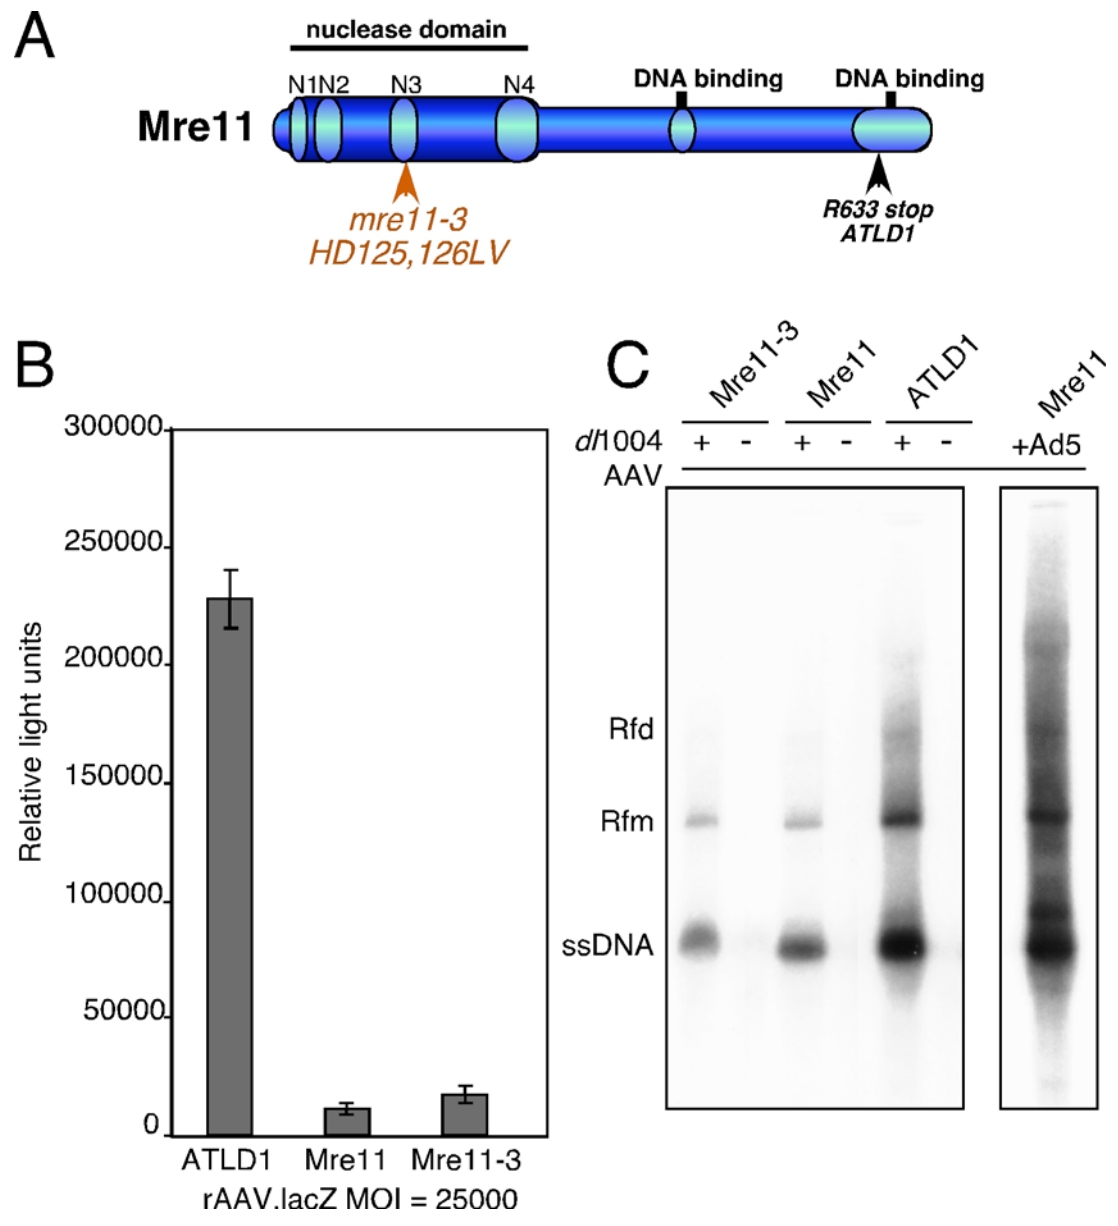 A
nuclease domain
N1 N2 N3 N4 DNA binding DNA binding
Mre11
mre11-3
HD125,126LV
R633 stop
ATLD1
B
Relative light units
300000
250000
200000
150000
100000
50000
0
ATLD1 Mre11 Mre11-3
rAAV.lacZ MOI = 25000
C
Mre11-3 Mre11 ATLD1 Mre11
dl1004 + - + - + - +Ad5
AAV
Rfd
Rfm
ssDNA